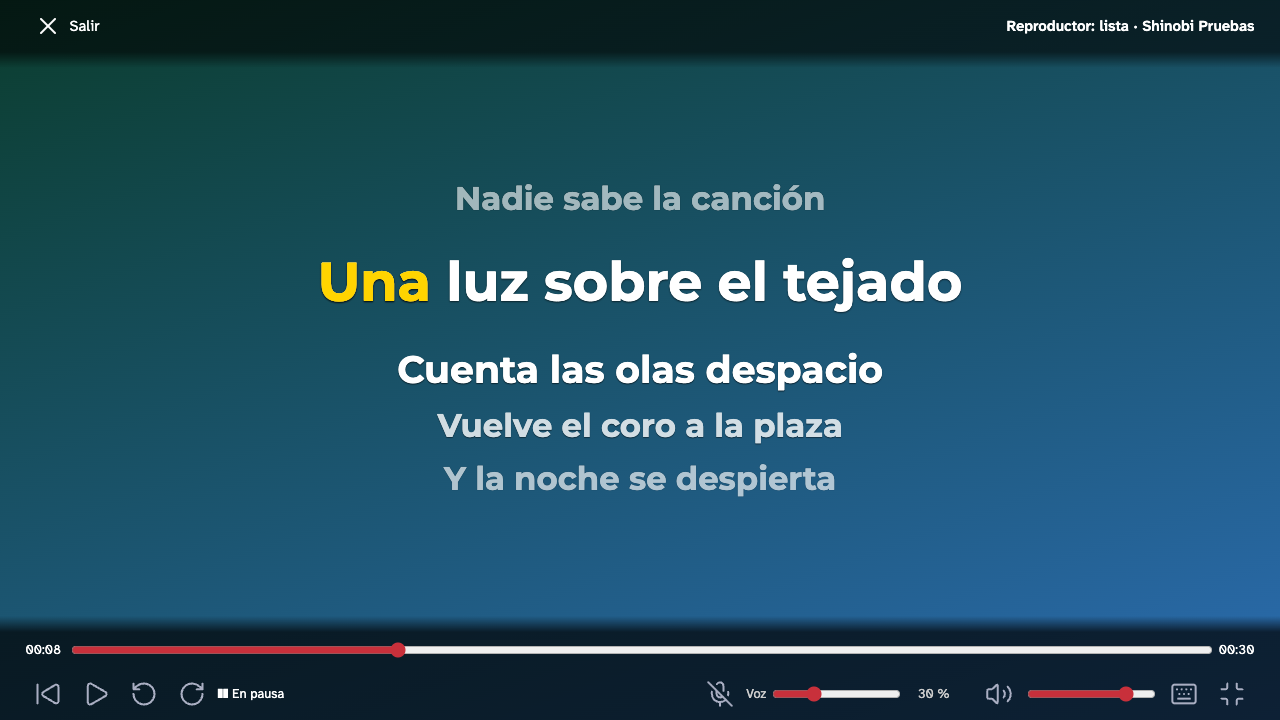 Salir
Reproductor: lista · Shinobi Pruebas
Nadie sabe la canción
Una luz sobre el tejado
Cuenta las olas despacio
Vuelve el coro a la plaza
Y la noche se despierta
00:08
00:30
En pausa
Voz
30 %